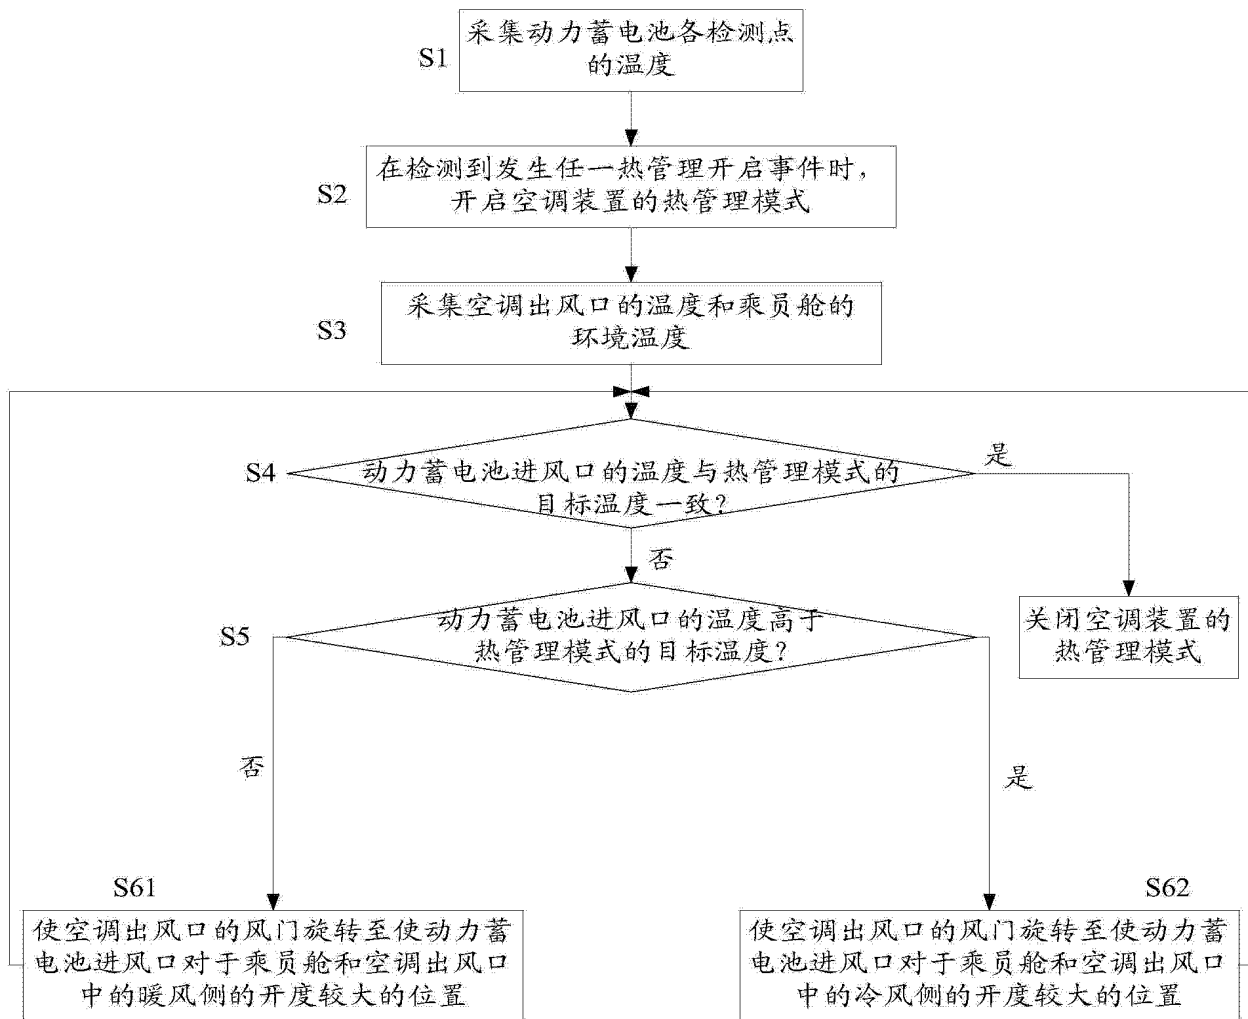 S1
采集动力蓄电池各检测点
的温度
S2
在检测到发生任一热管理开启事件时，
开启空调装置的热管理模式
S3
采集空调出风口的温度和乘员舱的
环境温度
S4
动力蓄电池进风口的温度与热管理模式的
目标温度一致？
是
否
S5
动力蓄电池进风口的温度高于
热管理模式的目标温度？
关闭空调装置的
热管理模式
否
是
S61
使空调出风口的风门旋转至使动力蓄
电池进风口对于乘员舱和空调出风口
中的暖风侧的开度较大的位置
S62
使空调出风口的风门旋转至使动力蓄
电池进风口对于乘员舱和空调出风口
中的冷风侧的开度较大的位置